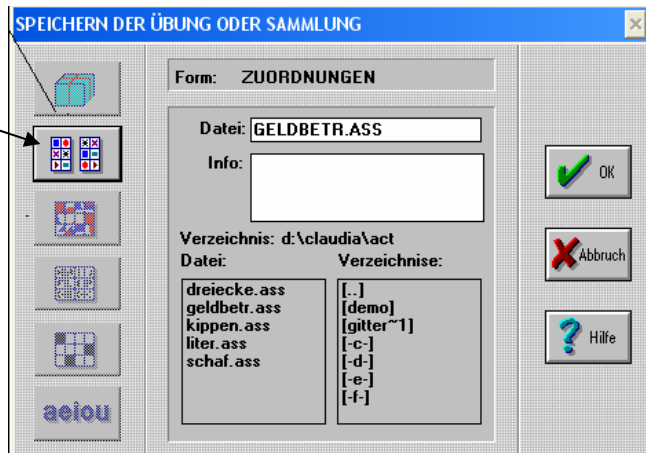 SPEICHERN DER ÜBUNG ODER SAMMLUNG
Form: ZUORDNUNGEN
Datei: GELDBETR.ASS
Info:
Verzeichnis: d:\claudia\act
Datei:
dreiecke.ass
geldbetr.ass
kippen.ass
liter.ass
schaf.ass
Verzeichnise:
[..]
[demo]
[gitter~1]
[-c-]
[-d-]
[-e-]
[-f-]
aeiou
OK
Abbruch
Hilfe